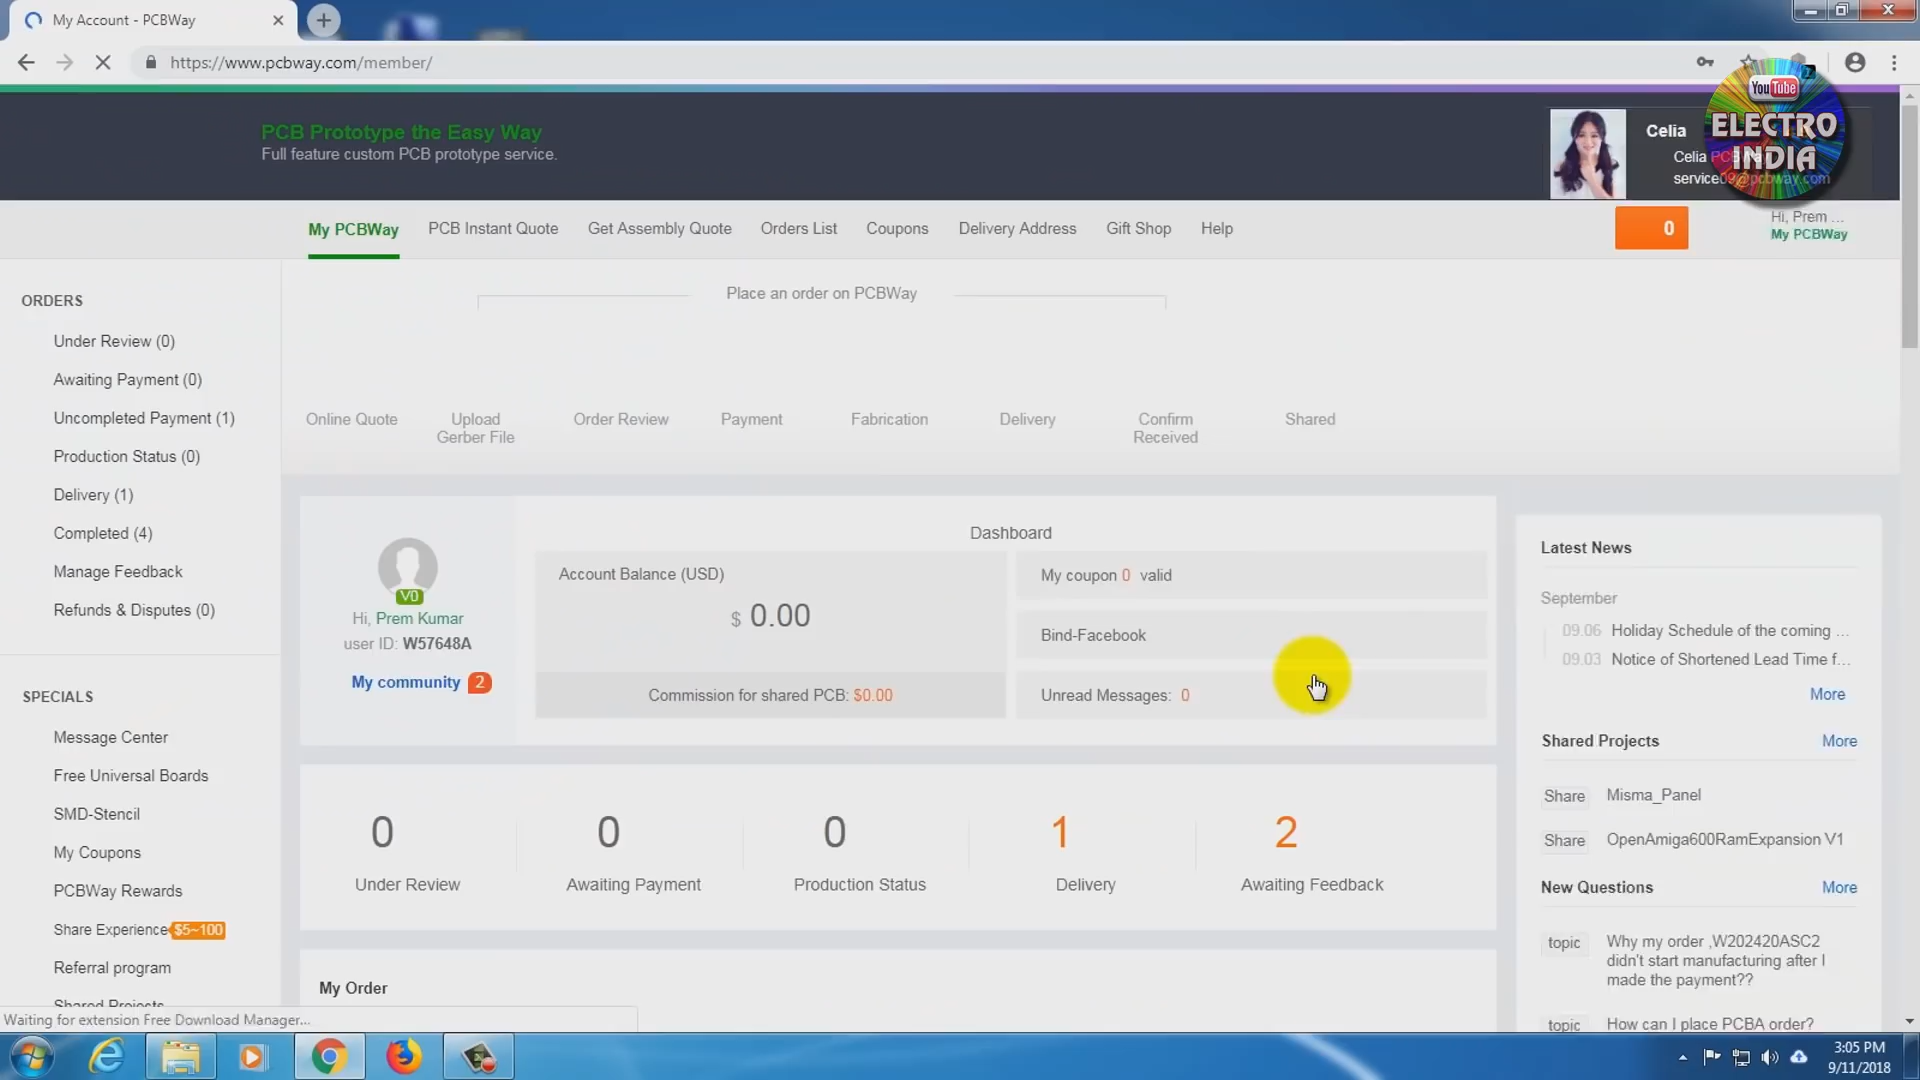 My Account - PCBWay
https://www.pcbway.com/member/
PCB Prototype the Easy Way
Full feature custom PCB prototype service.
Celia
Celia PCBWay
service09@pcbway.com
You Tube
ELECTRO
INDIA
My PCBWay
PCB Instant Quote
Get Assembly Quote
Orders List
Coupons
Delivery Address
Gift Shop
Help
0
Hi, Prem ...
My PCBWay
ORDERS
Under Review (0)
Awaiting Payment (0)
Uncompleted Payment (1)
Production Status (0)
Delivery (1)
Completed (4)
Manage Feedback
Refunds & Disputes (0)
SPECIALS
Message Center
Free Universal Boards
SMD-Stencil
My Coupons
PCBWay Rewards
Share Experience $5~100
Referral program
Shared Projects
Place an order on PCBWay
Online Quote
Upload
Gerber File
Order Review
Payment
Fabrication
Delivery
Confirm
Received
Shared
V0
Hi, Prem Kumar
user ID: W57648A
My community 2
Dashboard
Account Balance (USD)
$ 0.00
Commission for shared PCB: $0.00
My coupon 0 valid
Bind-Facebook
Unread Messages: 0
0
Under Review
0
Awaiting Payment
0
Production Status
1
Delivery
2
Awaiting Feedback
My Order
Latest News
September
09.06 Holiday Schedule of the coming ...
09.03 Notice of Shortened Lead Time f...
More
Shared Projects More
Share Misma_Panel
Share OpenAmiga600RamExpansion V1
New Questions More
topic Why my order ,W202420ASC2
didn't start manufacturing after I
made the payment??
topic How can I place PCBA order?
Waiting for extension Free Download Manager...
3:05 PM
9/11/2018